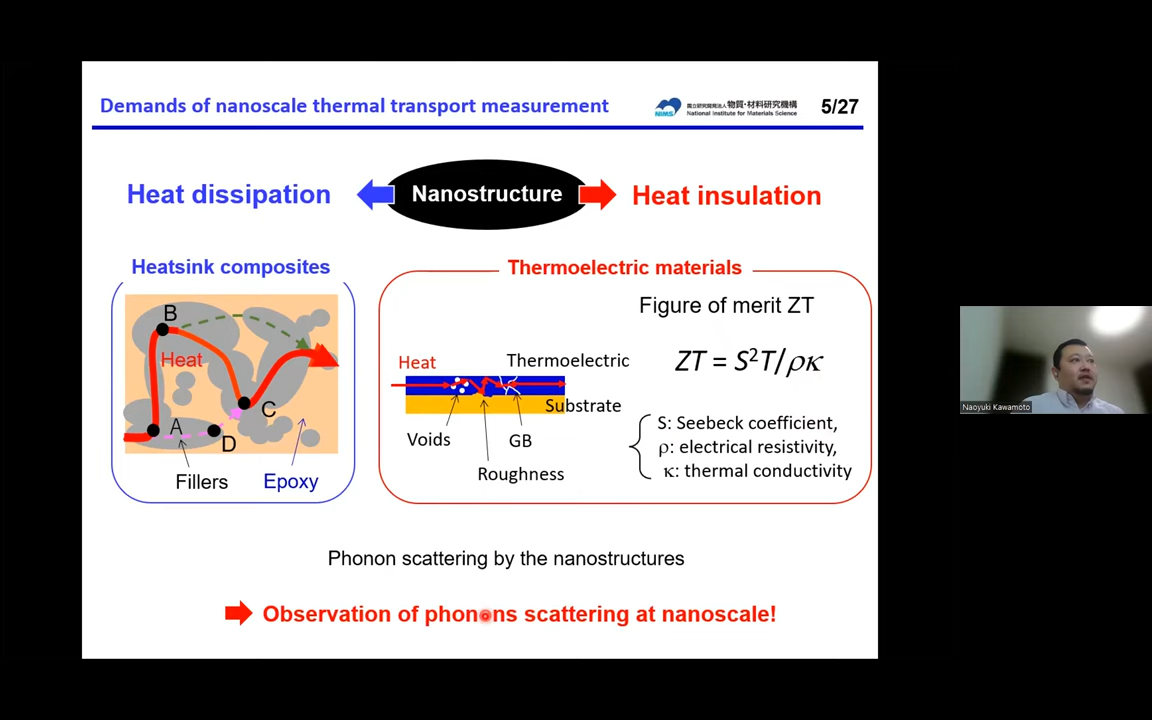 Demands of nanoscale thermal transport measurement
NIMS
国立研究開発法人 物質・材料研究機構
National Institute for Materials Science
5/27
Heat dissipation
Nanostructure
Heat insulation
Heatsink composites
B
Heat
A
C
D
Fillers
Epoxy
Thermoelectric materials
Figure of merit ZT
ZT = S²T/ρκ
Heat
Thermoelectric
Substrate
Voids
GB
Roughness
S: Seebeck coefficient,
ρ: electrical resistivity,
κ: thermal conductivity
Phonon scattering by the nanostructures
Observation of phonons scattering at nanoscale!
Naoyuki Kawamoto